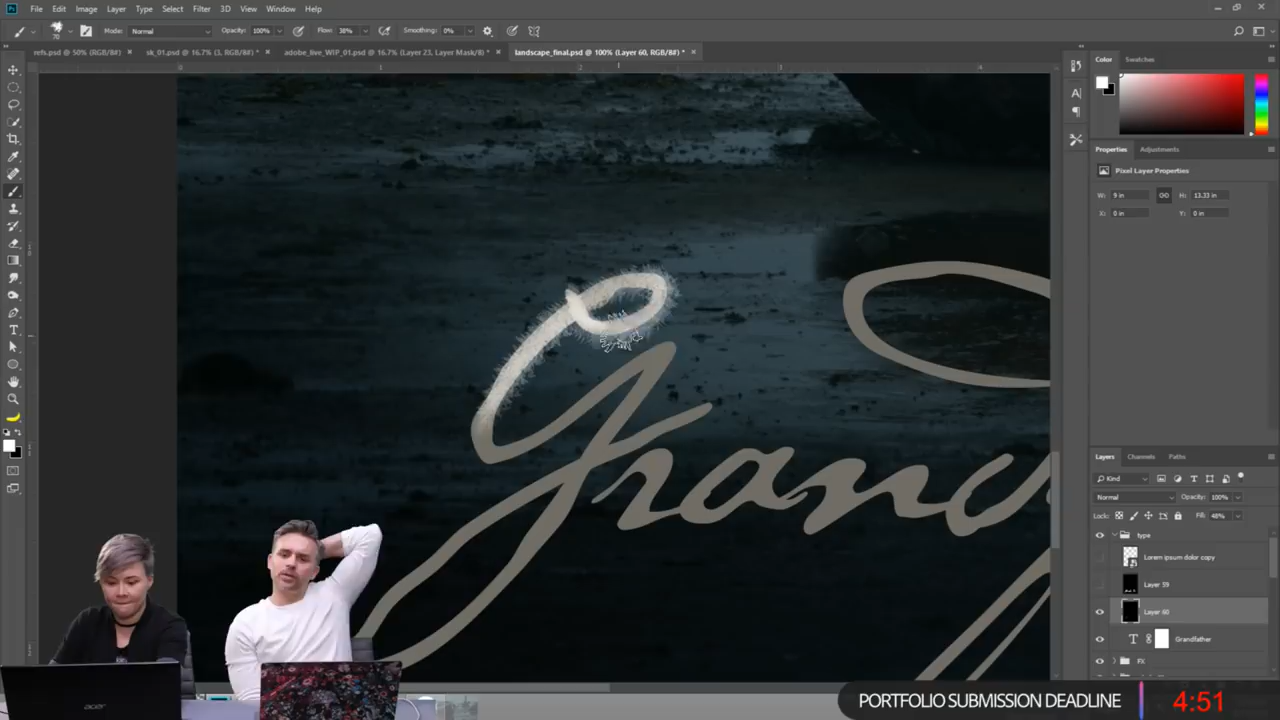 File Edit Image Layer Type Select Filter 3D View Window Help
70 Mode: Normal Opacity: 100% Flow: 38% Smoothing: 0%
refs.psd @ 50% (RGB/8#) × sk_01.psd @ 16.7% (3, RGB/8#) * × adobe_live_WIP_01.psd @ 16.7% (Layer 23, Layer Mask/8) * × landscape_final.psd @ 100% (Layer 60, RGB/8#) * ×
Color Swatches
Properties Adjustments
Pixel Layer Properties
W: 9 in H: 13.33 in
X: 0 in Y: 0 in
Layers Channels Paths
Kind
Normal Opacity: 100%
Lock: Fill: 48%
type
Lorem ipsum dolor copy
Layer 59
Layer 60
T Grandfather
FX
acer
PORTFOLIO SUBMISSION DEADLINE 4:51